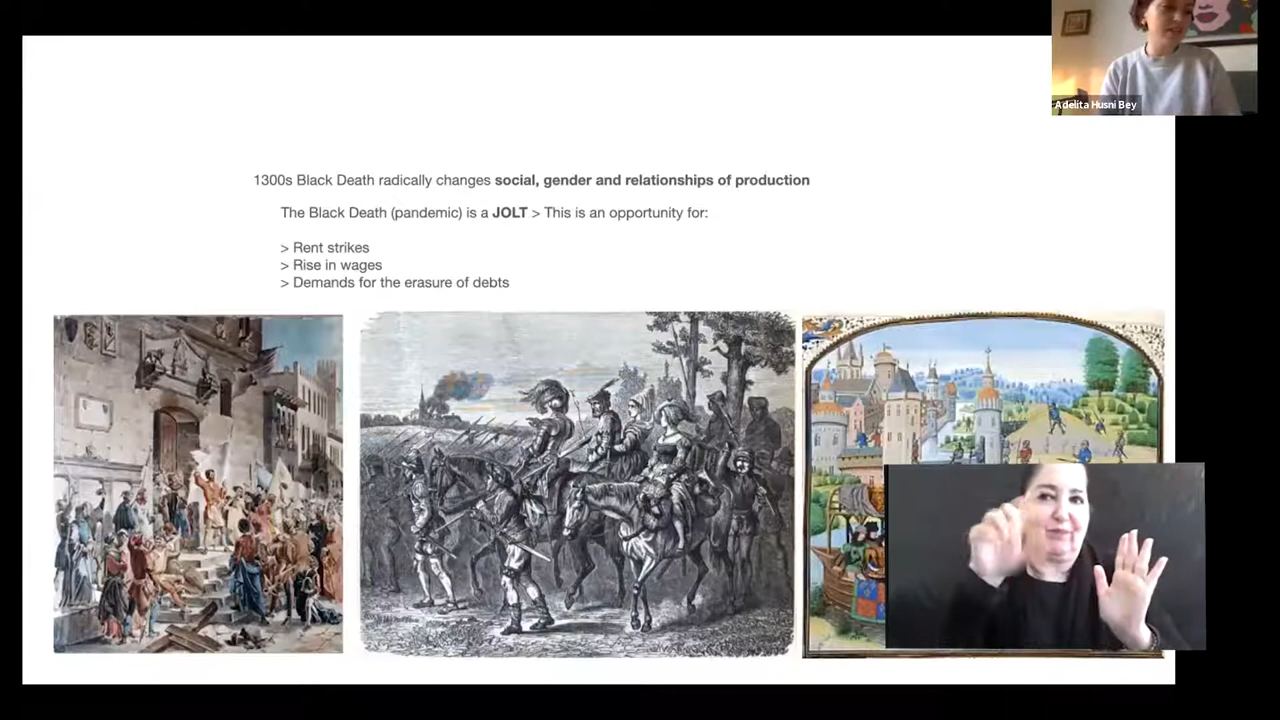 Adelita Husni Bey
1300s Black Death radically changes social, gender and relationships of production
The Black Death (pandemic) is a JOLT > This is an opportunity for:
> Rent strikes
> Rise in wages
> Demands for the erasure of debts